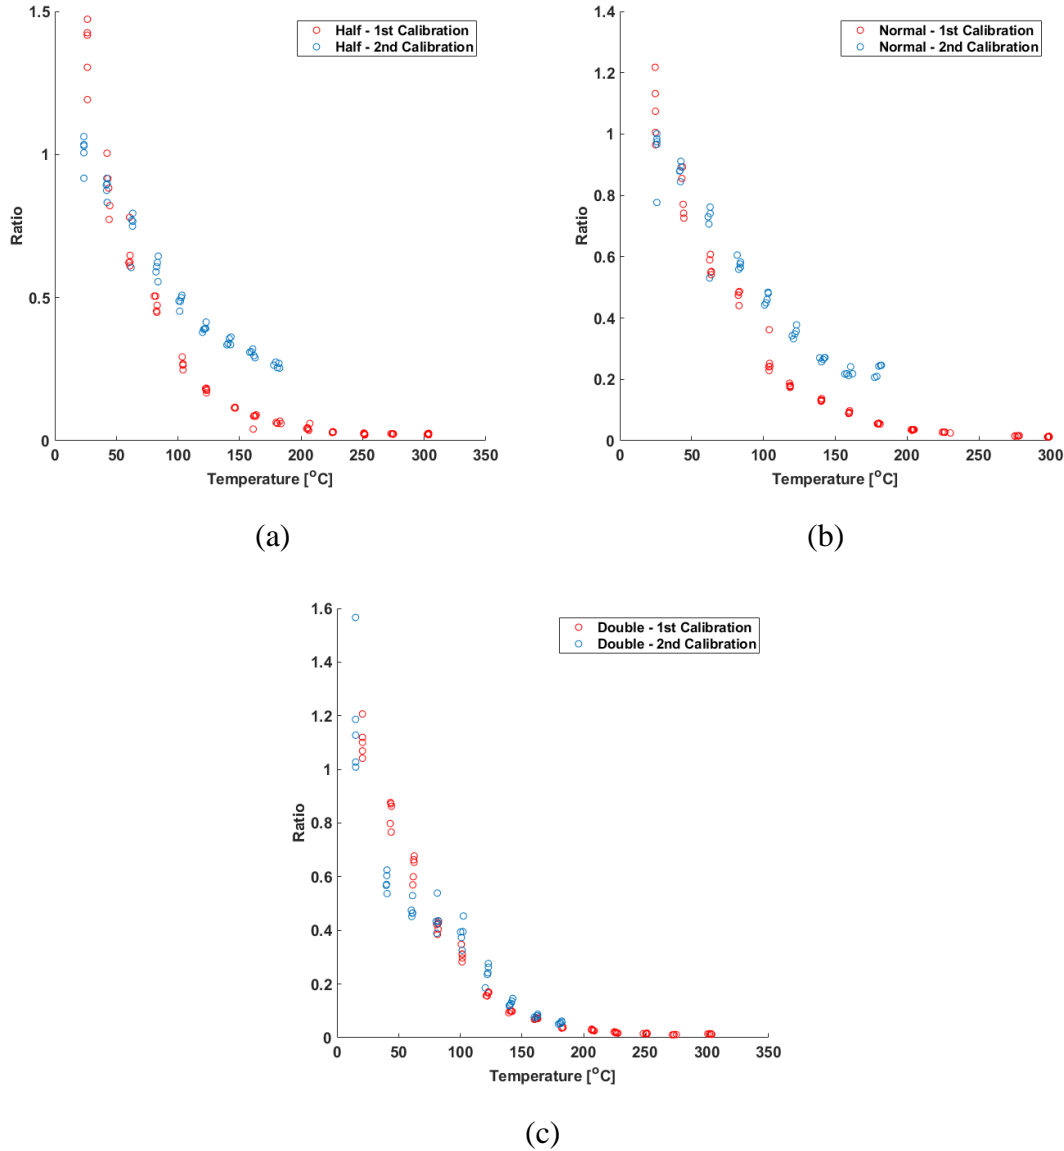 1.5
1
0.5
0
Ratio
0 50 100 150 200 250 300 350
Temperature [°C]
Half - 1st Calibration
Half - 2nd Calibration
(a)
1.4
1.2
1
0.8
0.6
0.4
0.2
0
Ratio
0 50 100 150 200 250 300
Temperature [°C]
Normal - 1st Calibration
Normal - 2nd Calibration
(b)
1.6
1.4
1.2
1
0.8
0.6
0.4
0.2
0
Ratio
0 50 100 150 200 250 300 350
Temperature [°C]
Double - 1st Calibration
Double - 2nd Calibration
(c)